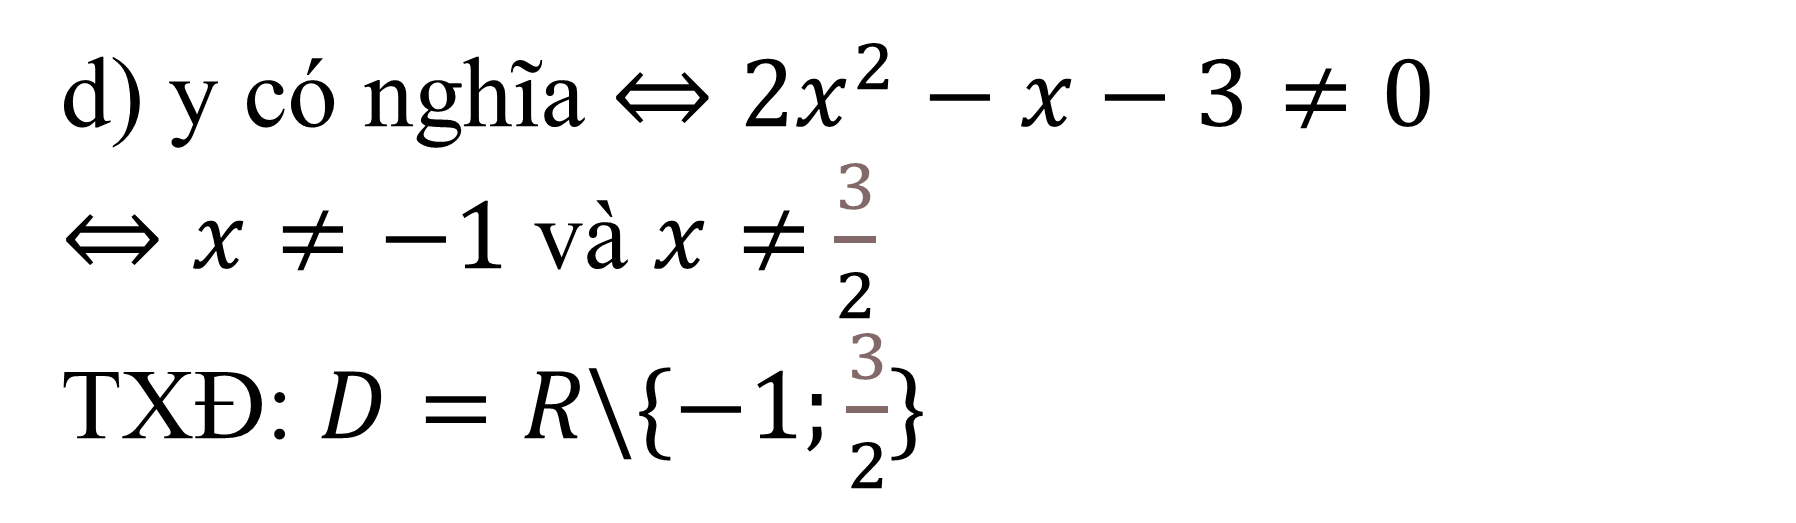 d) y có nghĩa ⇔ 2x² − x − 3 ≠ 0
⇔ x ≠ −1 và x ≠ 3/2
TXĐ: D = R\{−1; 3/2}